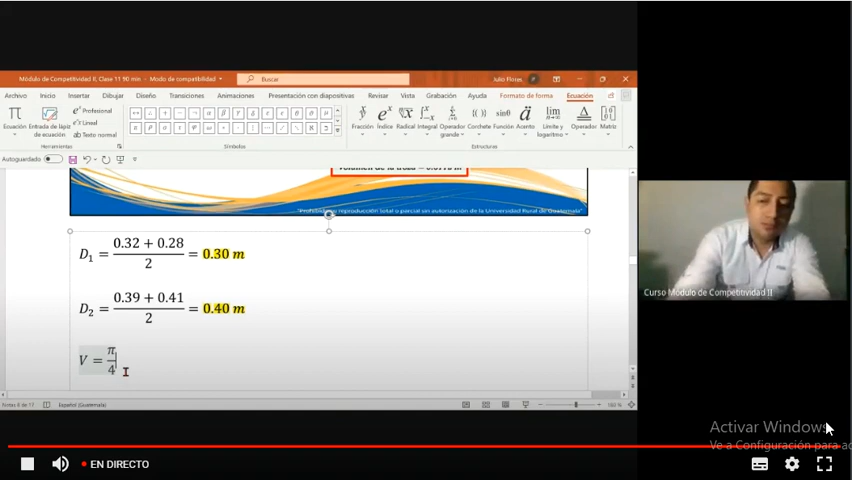 Módulo de Competitividad II, Clase 11 90 min - Modo de compatibilidad
Buscar
Julio Flores
Archivo Inicio Insertar Dibujar Diseño Transiciones Animaciones Presentación con diapositivas Revisar Vista Grabación Ayuda Formato de forma Ecuación
Profesional
Lineal
Texto normal
Ecuación
Entrada de lápiz de ecuación
Fracción Índice Radical Integral Operador grande Corchete Función Acento Límite y logaritmo Operador Matriz
Herramientas Símbolos Estructuras
Autoguardado
reproducción total o parcial sin autorización de la Universidad Rural de Guatemala"
D₁ = (0.32 + 0.28)/2 = 0.30 m
D₂ = (0.39 + 0.41)/2 = 0.40 m
V = π/4
Curso Módulo de Competitividad II
Notas 6 de 17 Español (Guatemala)
Activar Windows
Ve a Configuración para
EN DIRECTO